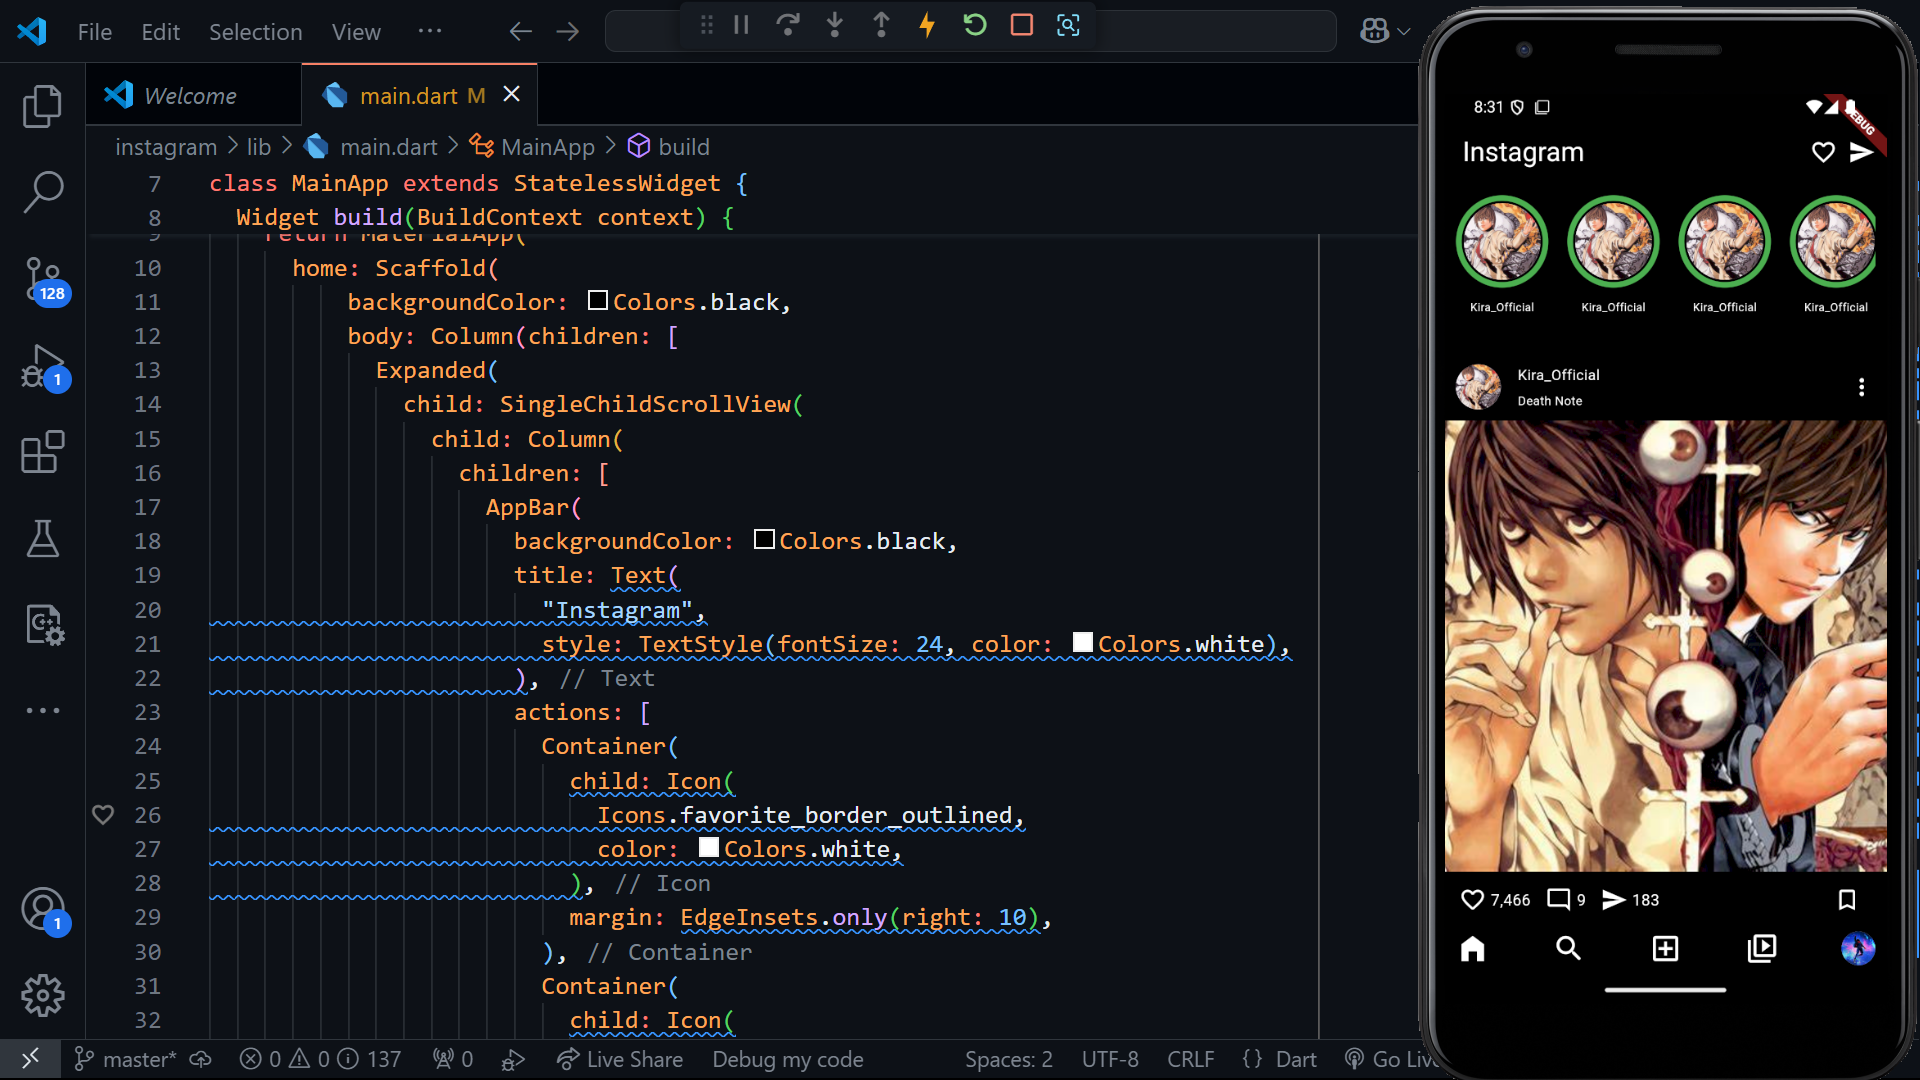 File Edit Selection View ...
Welcome
main.dart M
instagram > lib > main.dart > MainApp > build
7 class MainApp extends StatelessWidget {
8 Widget build(BuildContext context) {
9 return MaterialApp(
10 home: Scaffold(
11 backgroundColor: Colors.black,
12 body: Column(children: [
13 Expanded(
14 child: SingleChildScrollView(
15 child: Column(
16 children: [
17 AppBar(
18 backgroundColor: Colors.black,
19 title: Text(
20 "Instagram",
21 style: TextStyle(fontSize: 24, color: Colors.white),
22 ), // Text
23 actions: [
24 Container(
25 child: Icon(
26 Icons.favorite_border_outlined,
27 color: Colors.white,
28 ), // Icon
29 margin: EdgeInsets.only(right: 10),
30 ), // Container
31 Container(
32 child: Icon(
128
1
1
master* 0 0 137 0 Live Share Debug my code Spaces: 2 UTF-8 CRLF {} Dart Go Liv
8:31
DEBUG
Instagram
Kira_Official Kira_Official Kira_Official Kira_Official
Kira_Official
Death Note
7,466 9 183